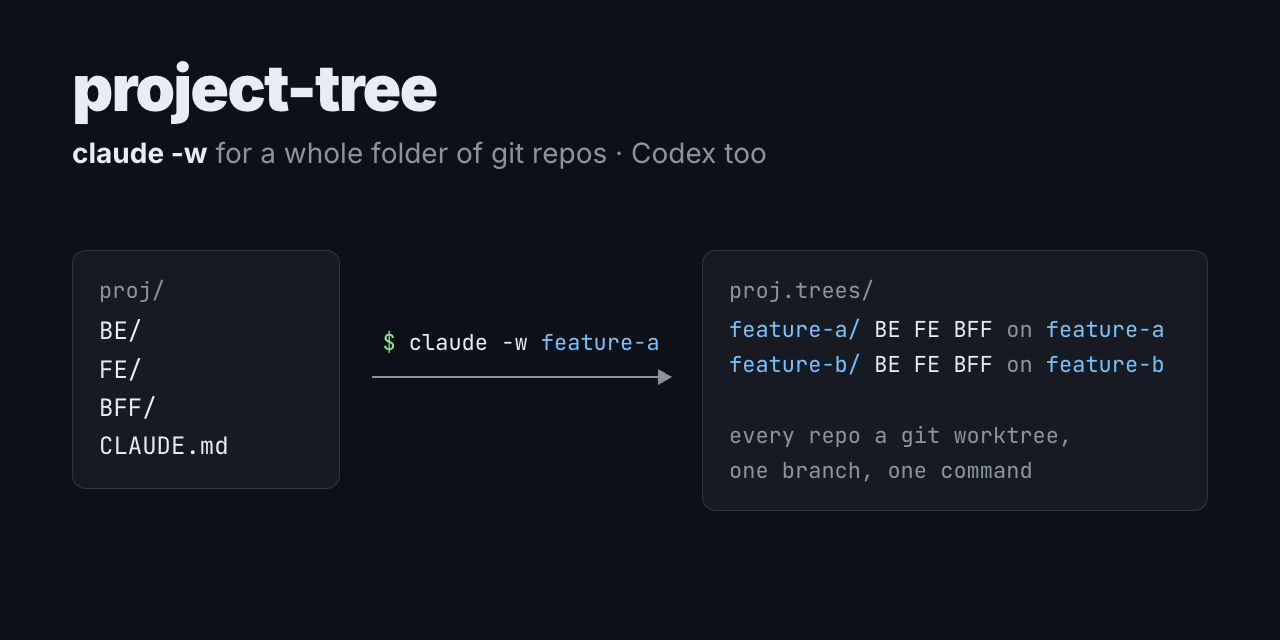 project-tree
claude -w for a whole folder of git repos · Codex too
proj/
BE/
FE/
BFF/
CLAUDE.md
$ claude -w feature-a
proj.trees/
feature-a/ BE FE BFF on feature-a
feature-b/ BE FE BFF on feature-b
every repo a git worktree,
one branch, one command